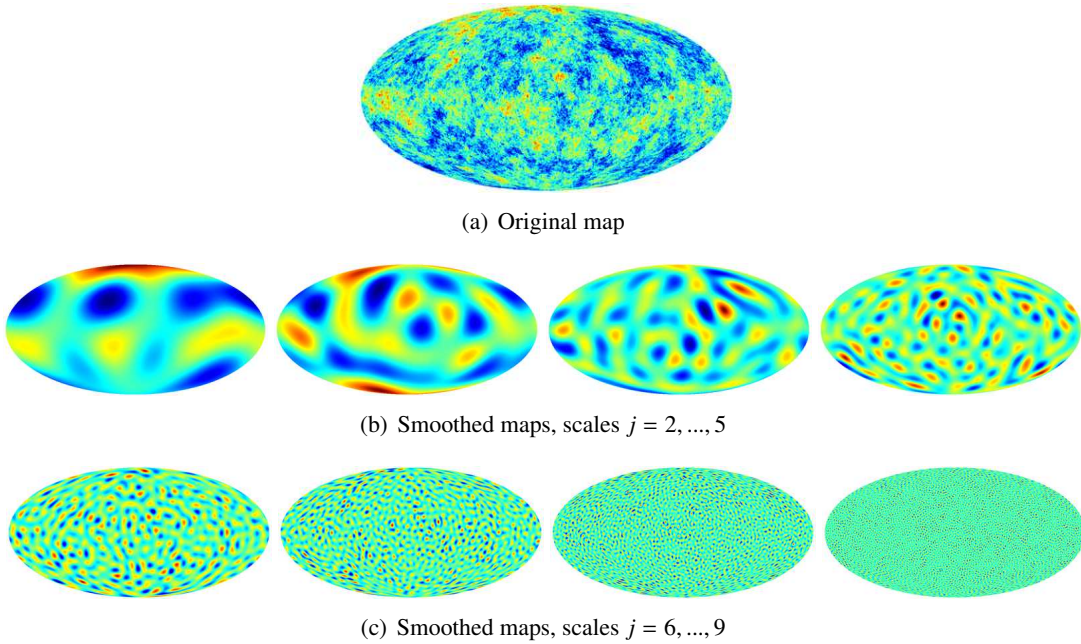 (a) Original map
(b) Smoothed maps, scales j = 2, ..., 5
(c) Smoothed maps, scales j = 6, ..., 9